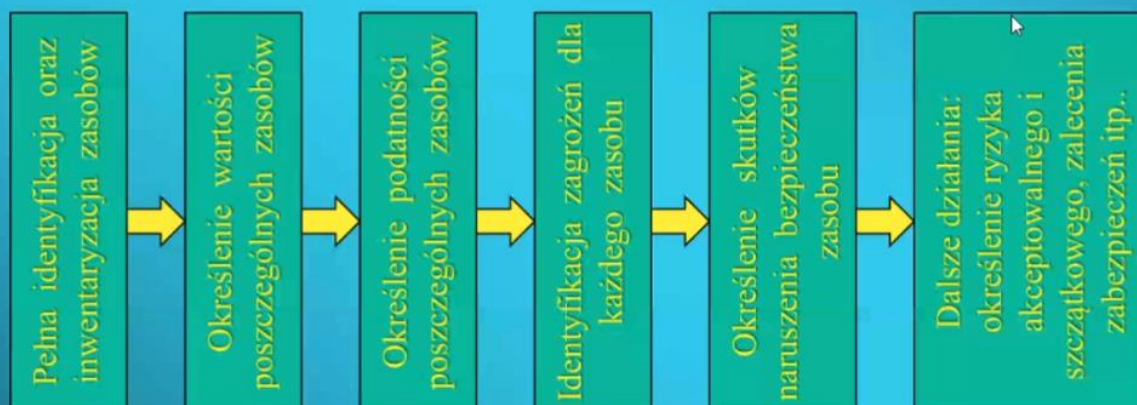 Pełna identyfikacja oraz
inwentaryzacja zasobów
Określenie wartości
poszczególnych zasobów
Określenie podatności
poszczególnych zasobów
Identyfikacja zagrożeń dla
każdego zasobu
Określenie skutków
naruszenia bezpieczeństwa
zasobu
Dalsze działania:
określenie ryzyka
akceptowalnego i
szczątkowego, zalecenia
zabezpieczeń itp..